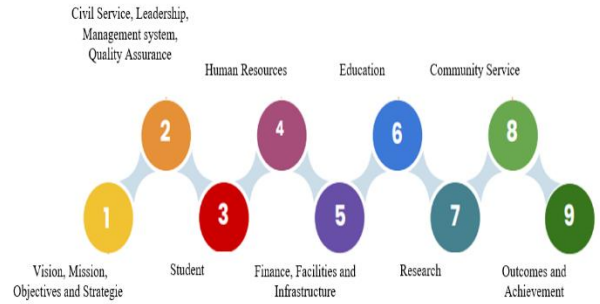 Civil Service, Leadership,
Management system,
Quality Assurance
Human Resources
Education
Community Service
2
4
6
8
1
3
5
7
9
Vision, Mission,
Objectives and Strategie
Student
Finance, Facilities and
Infrastructure
Research
Outcomes and
Achievement